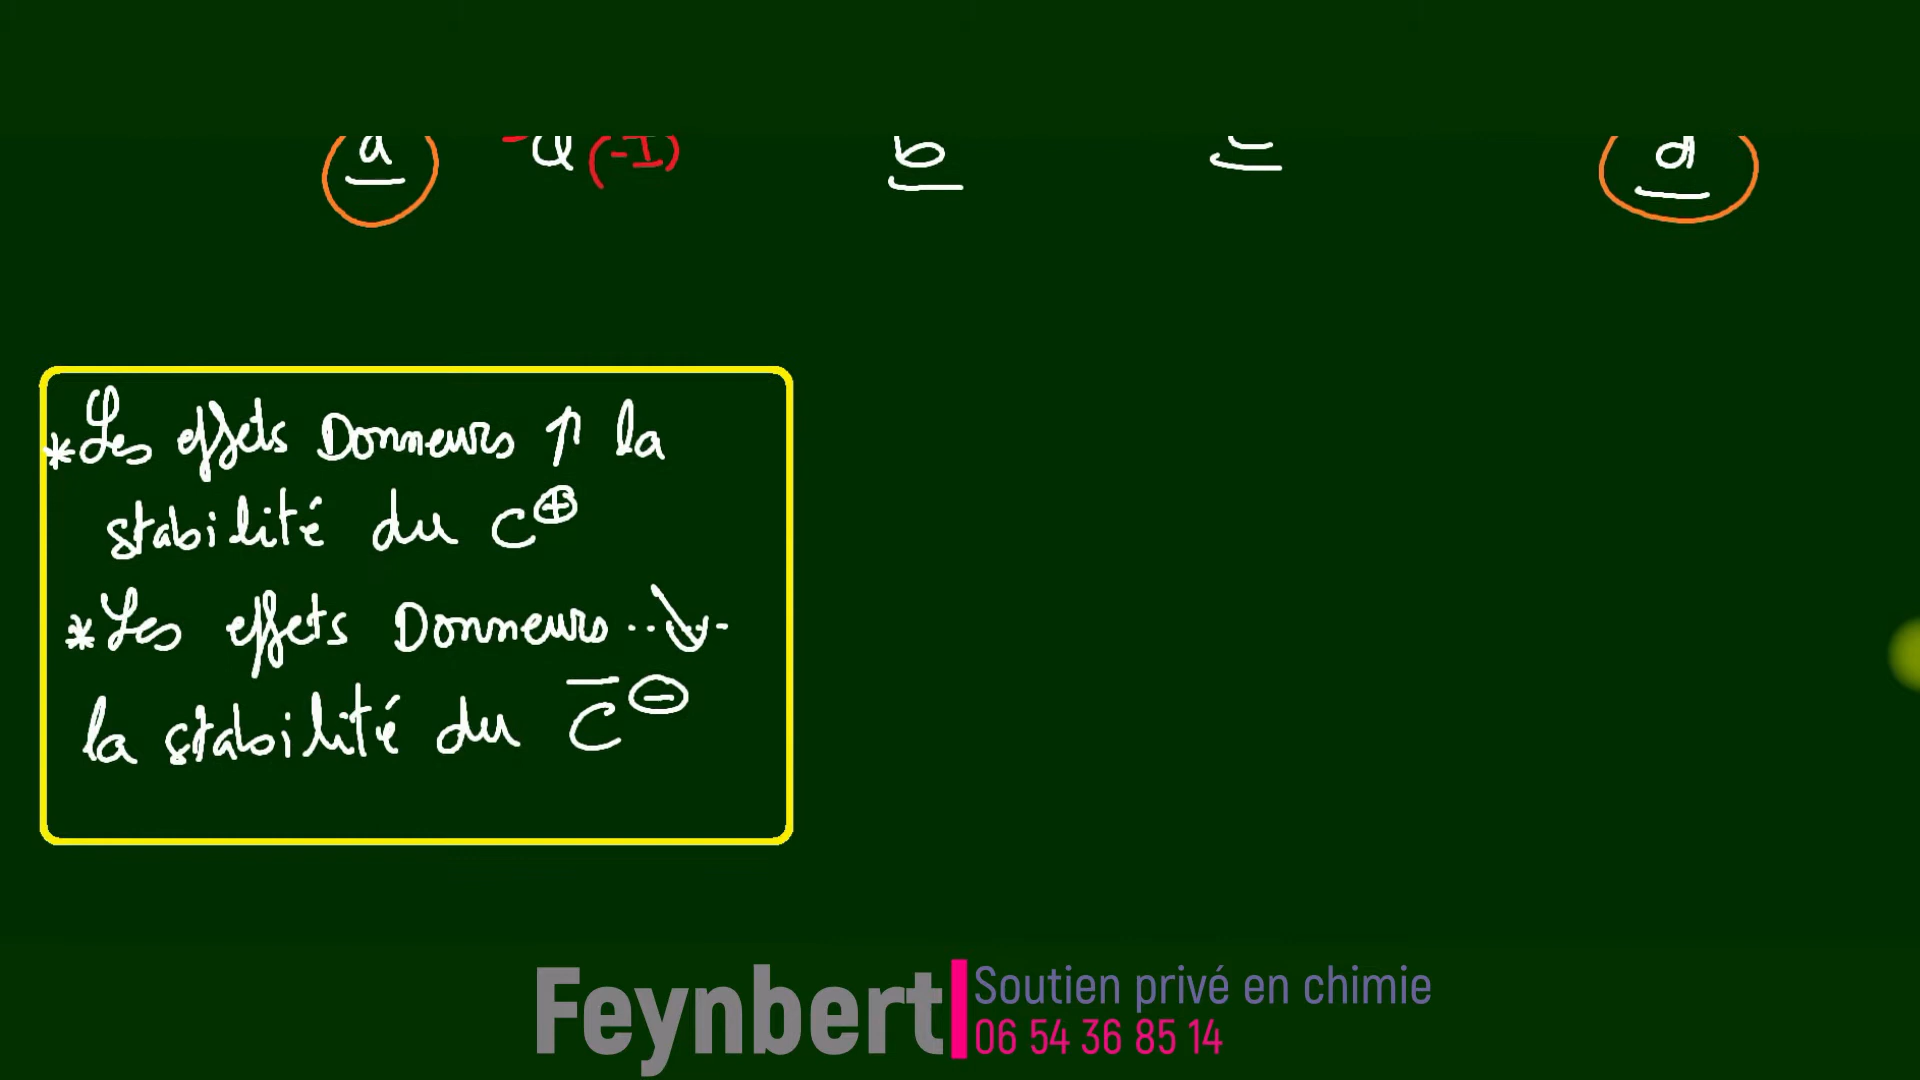 a Cl (-I) b c d
*Les effets Donneurs ↑ la
stabilité du C⊕
*Les effets Donneurs ..↘..
la stabilité du C̅⊖
Feynbert
Soutien privé en chimie
06 54 36 85 14